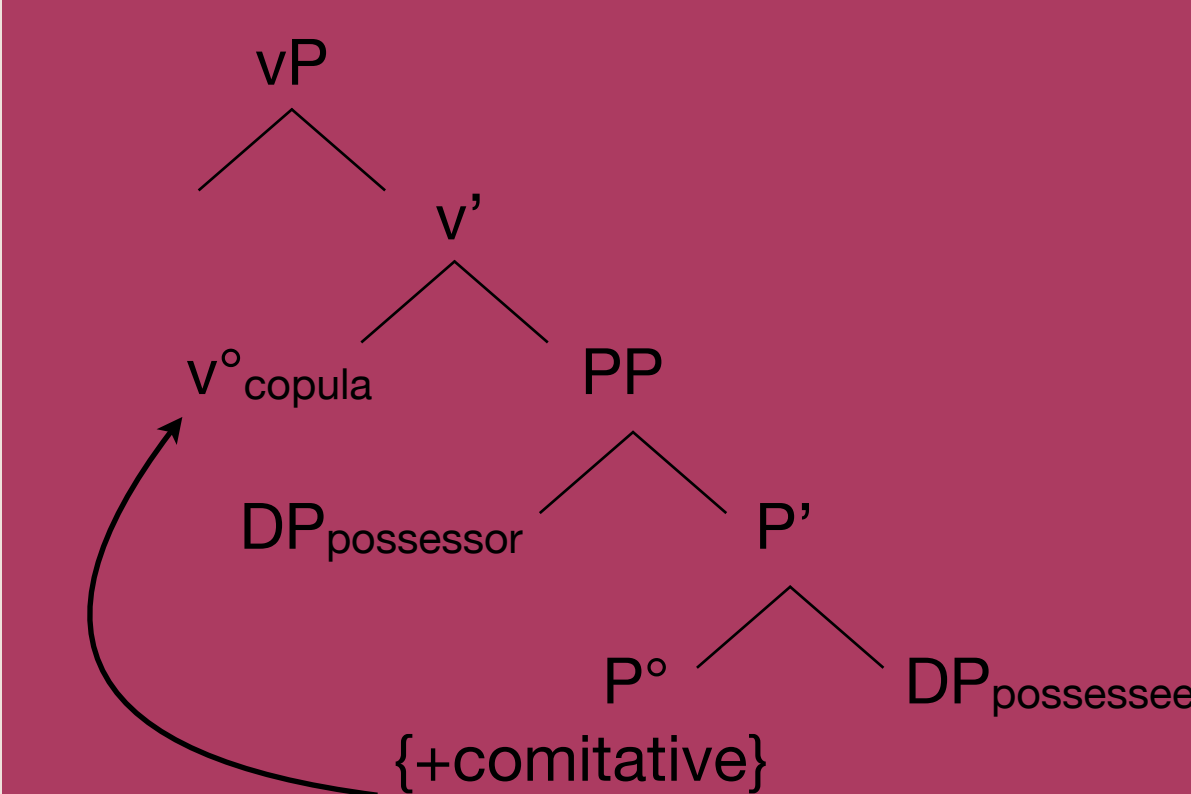 vP
v’
v°copula
PP
DPpossessor
P’
P°
DPpossessee
{+comitative}